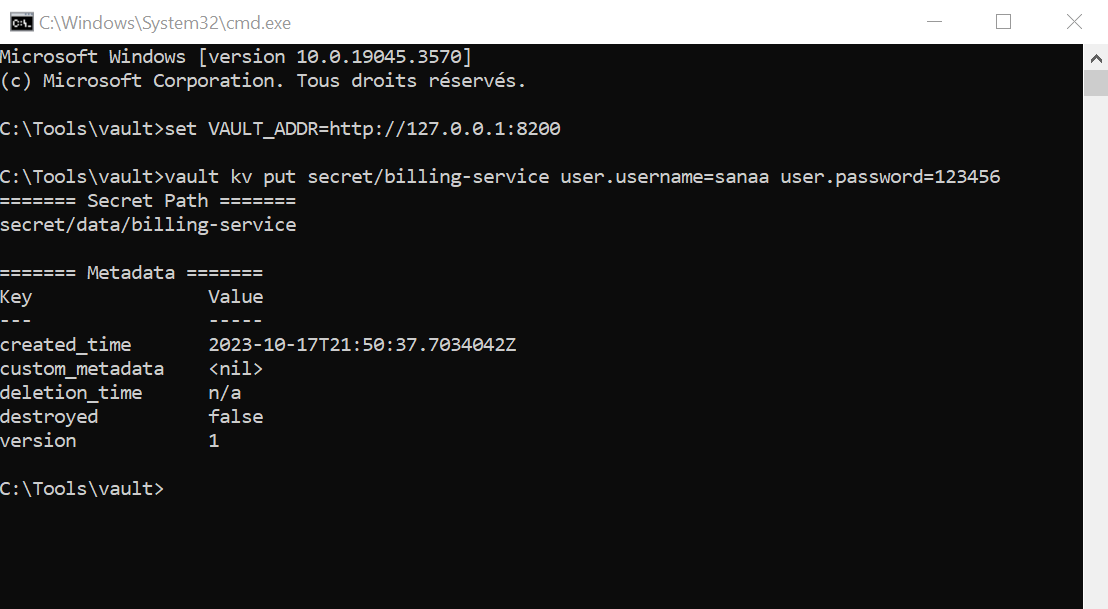 C:\Windows\System32\cmd.exe
Microsoft Windows [version 10.0.19045.3570]
(c) Microsoft Corporation. Tous droits réservés.
C:\Tools\vault>set VAULT_ADDR=http://127.0.0.1:8200
C:\Tools\vault>vault kv put secret/billing-service user.username=sanaa user.password=123456
======= Secret Path =======
secret/data/billing-service
======= Metadata =======
Key                Value
---                -----
created_time       2023-10-17T21:50:37.7034042Z
custom_metadata    <nil>
deletion_time      n/a
destroyed          false
version            1
C:\Tools\vault>